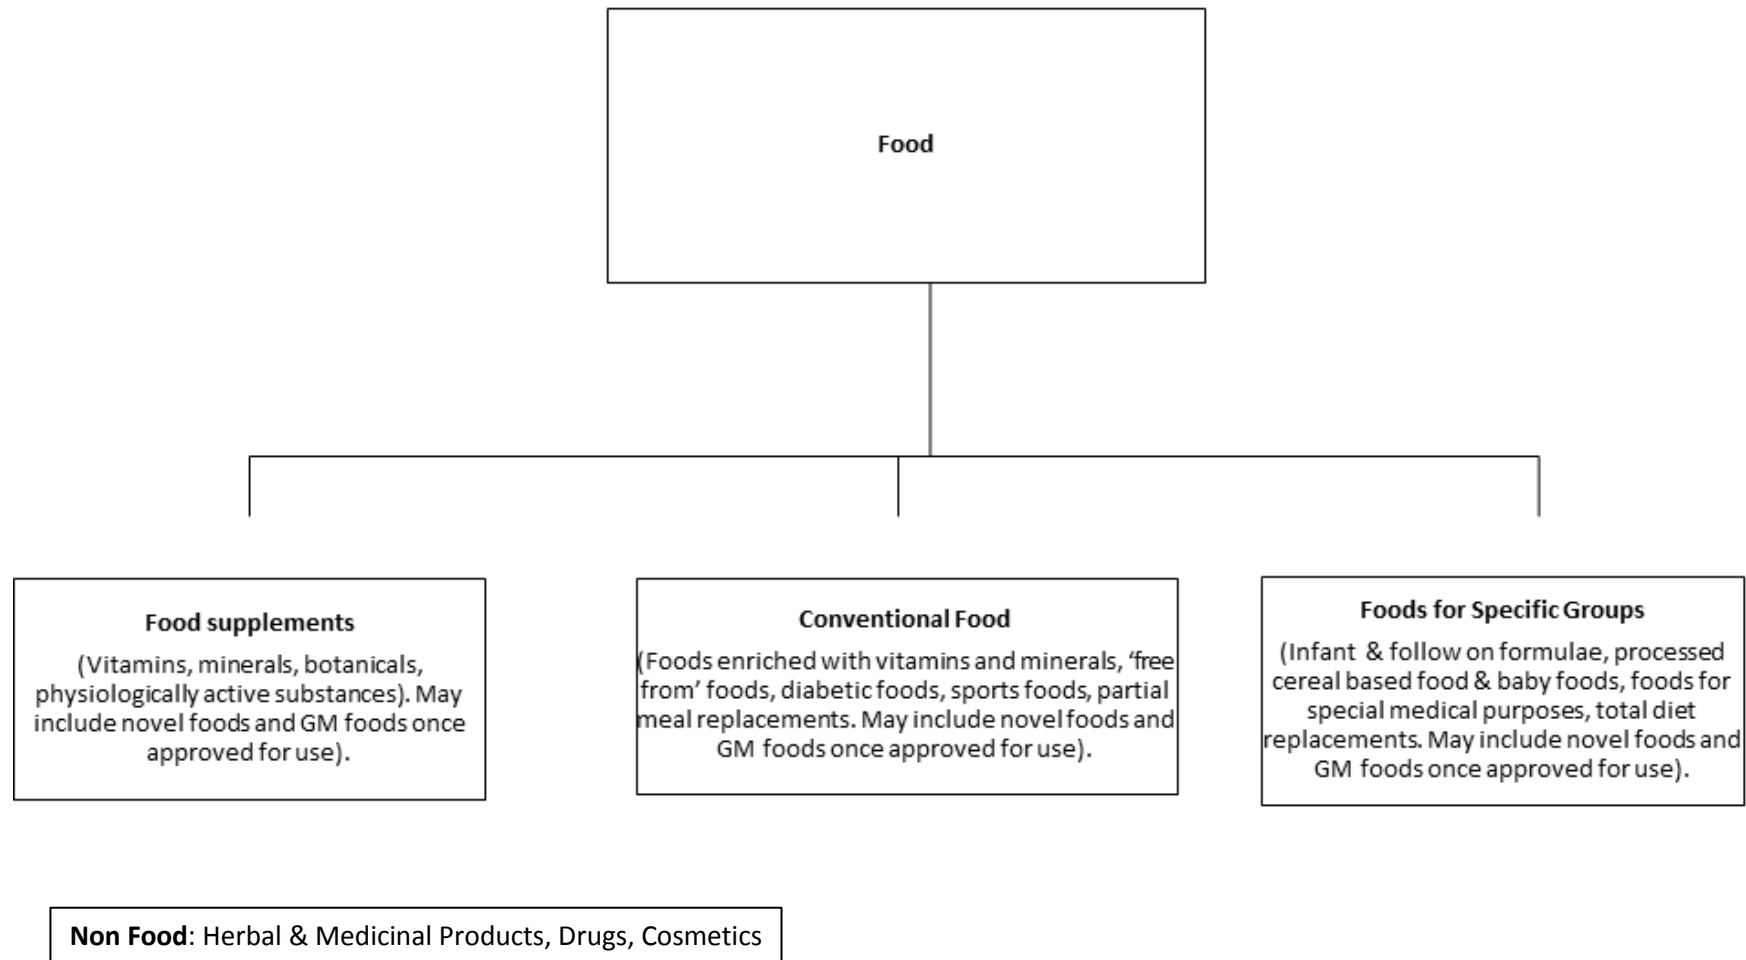 Food
Food supplements
(Vitamins, minerals, botanicals,
physiologically active substances). May
include novel foods and GM foods once
approved for use).
Conventional Food
(Foods enriched with vitamins and minerals, ‘free
from’ foods, diabetic foods, sports foods, partial
meal replacements. May include novel foods and
GM foods once approved for use).
Foods for Specific Groups
(Infant & follow on formulae, processed
cereal based food & baby foods, foods for
special medical purposes, total diet
replacements. May include novel foods and
GM foods once approved for use).
Non Food: Herbal & Medicinal Products, Drugs, Cosmetics